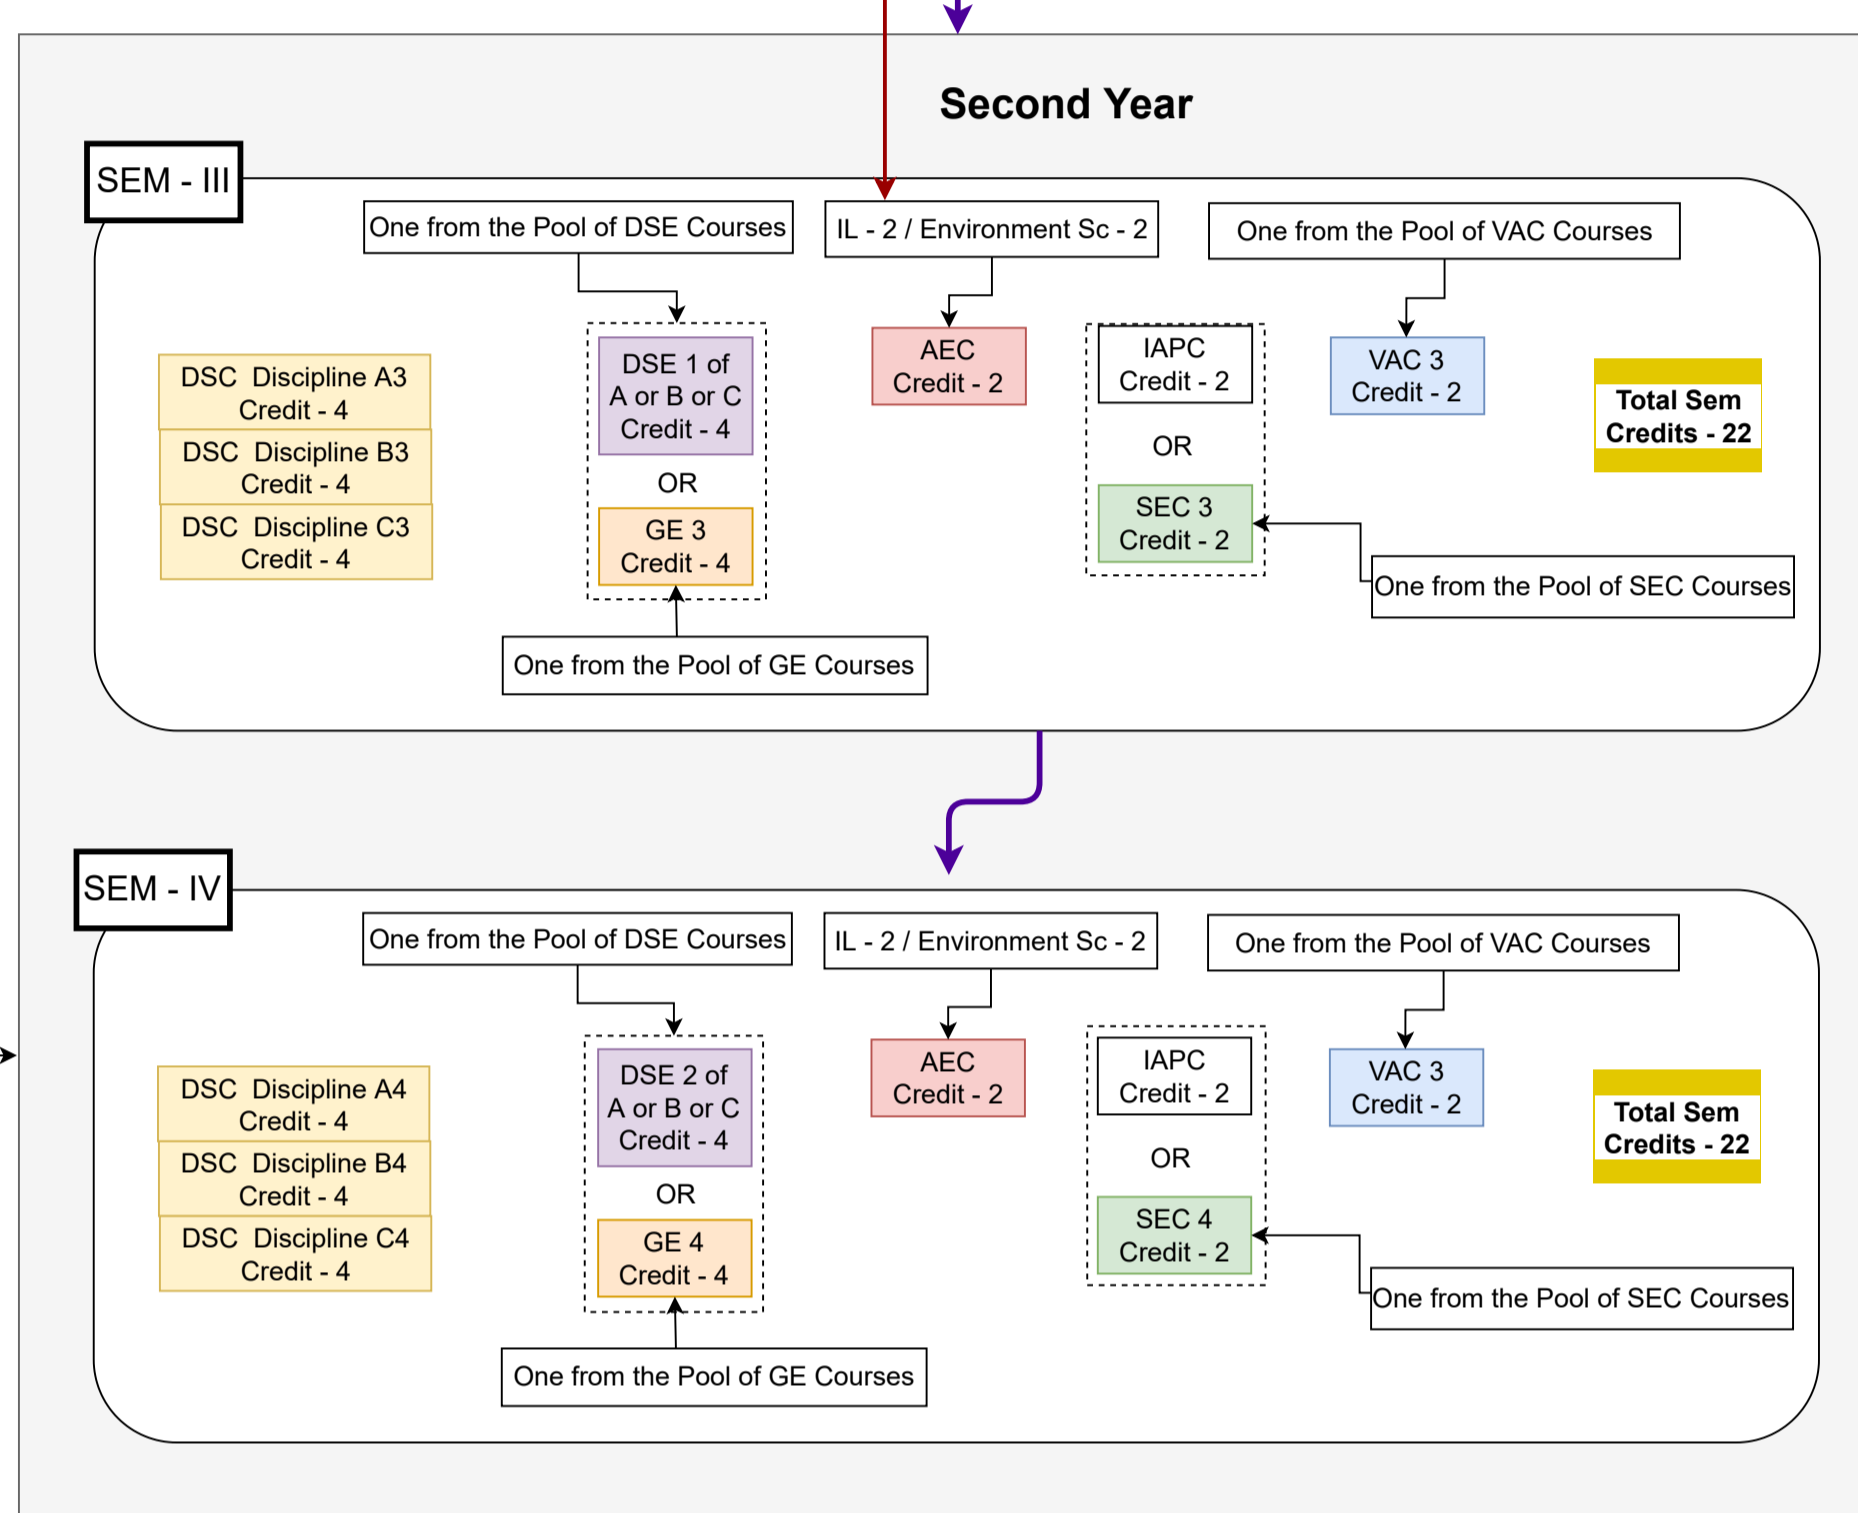 Second Year
SEM - III
One from the Pool of DSE Courses
IL - 2 / Environment Sc - 2
One from the Pool of VAC Courses
DSC Discipline A3
Credit - 4
DSC Discipline B3
Credit - 4
DSC Discipline C3
Credit - 4
DSE 1 of
A or B or C
Credit - 4
OR
GE 3
Credit - 4
One from the Pool of GE Courses
AEC
Credit - 2
IAPC
Credit - 2
OR
SEC 3
Credit - 2
One from the Pool of SEC Courses
VAC 3
Credit - 2
Total Sem
Credits - 22
SEM - IV
One from the Pool of DSE Courses
IL - 2 / Environment Sc - 2
One from the Pool of VAC Courses
DSC Discipline A4
Credit - 4
DSC Discipline B4
Credit - 4
DSC Discipline C4
Credit - 4
DSE 2 of
A or B or C
Credit - 4
OR
GE 4
Credit - 4
One from the Pool of GE Courses
AEC
Credit - 2
IAPC
Credit - 2
OR
SEC 4
Credit - 2
One from the Pool of SEC Courses
VAC 3
Credit - 2
Total Sem
Credits - 22